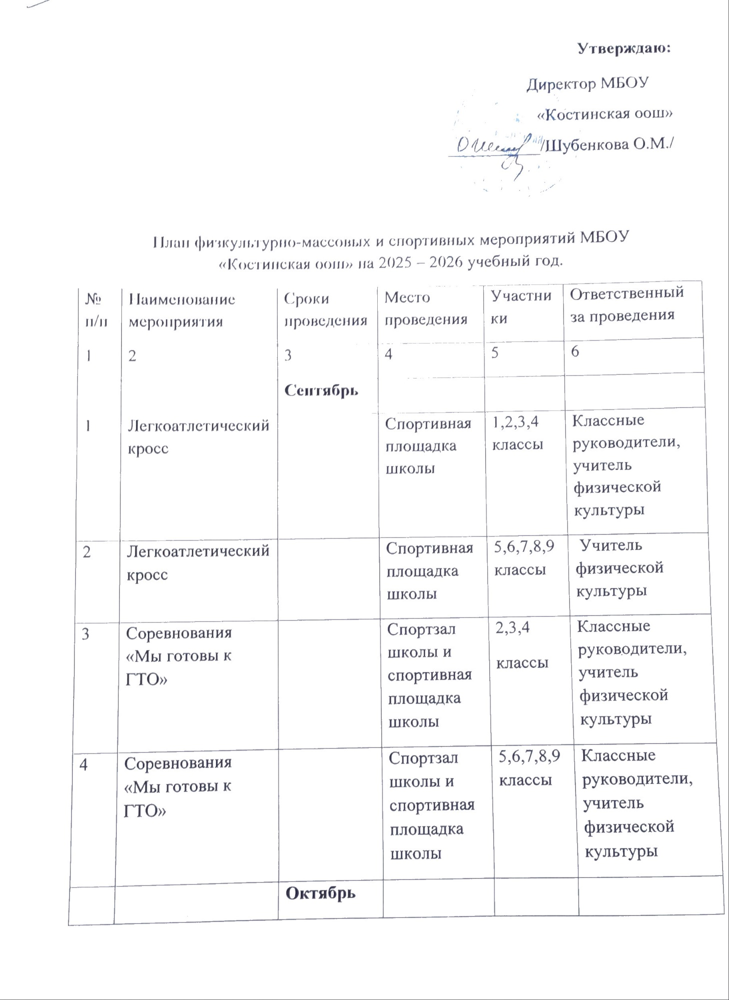 Утверждаю:
Директор МБОУ
«Костинская оош»
/Шубенкова О.М./
План физкультурно-массовых и спортивных мероприятий МБОУ
«Костинская оош» на 2025 – 2026 учебный год.
№ п/п
Наименование мероприятия
Сроки проведения
Место проведения
Участни ки
Ответственный за проведения
1
2
3
4
5
6
Сентябрь
1
Легкоатлетический
кросс
Спортивная
площадка
школы
1,2,3,4
классы
Классные
руководители,
учитель
физической
культуры
2
Легкоатлетический
кросс
Спортивная
площадка
школы
5,6,7,8,9
классы
Учитель
физической
культуры
3
Соревнования
«Мы готовы к
ГТО»
Спортзал
школы и
спортивная
площадка
школы
2,3,4
классы
Классные
руководители,
учитель
физической
культуры
4
Соревнования
«Мы готовы к
ГТО»
Спортзал
школы и
спортивная
площадка
школы
5,6,7,8,9
классы
Классные
руководители,
учитель
физической
культуры
Октябрь